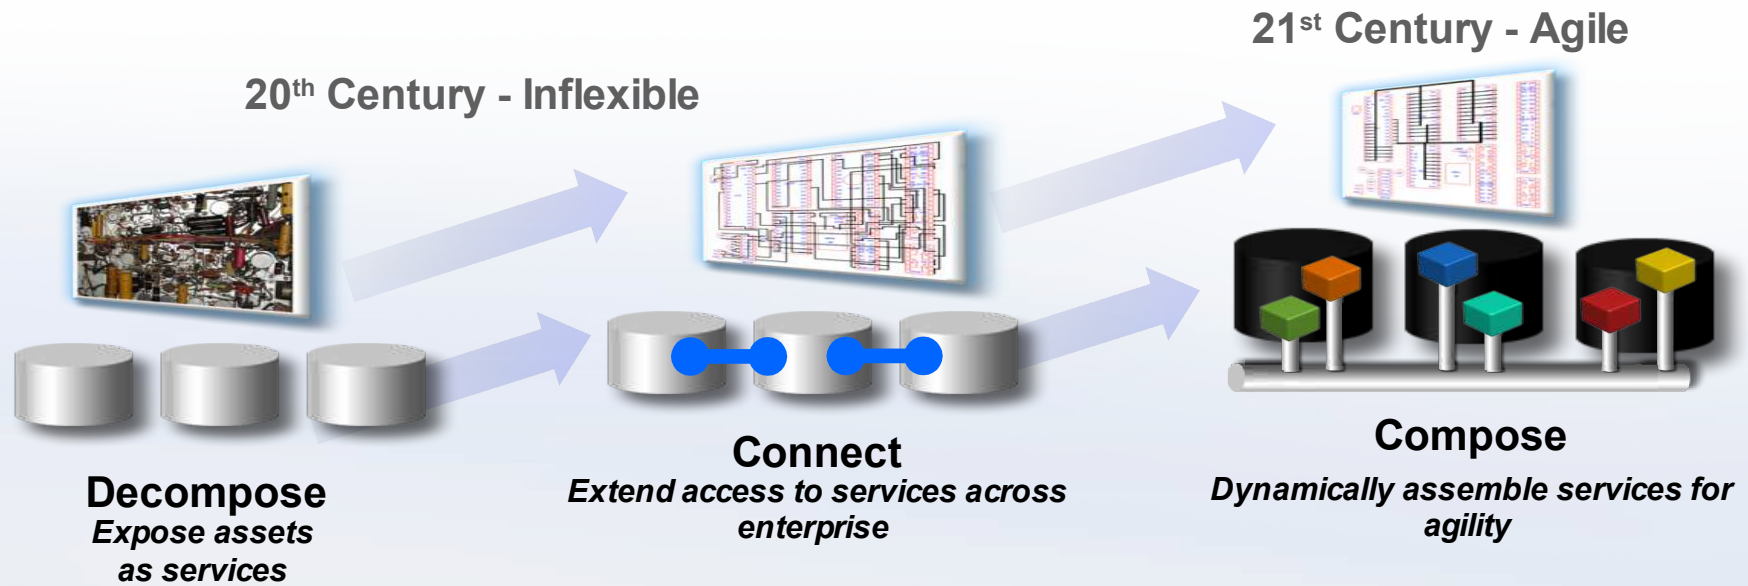 21st Century - Agile
20th Century - Inflexible
Decompose
Expose assets
as services
Connect
Extend access to services across
enterprise
Compose
Dynamically assemble services for
agility